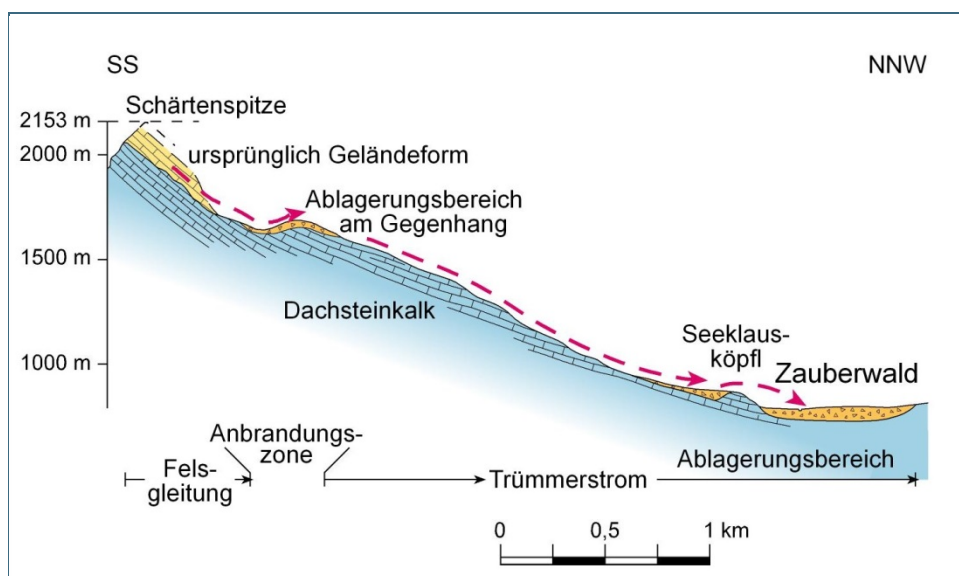 SS
NNW
Schärtenspitze
2153 m
2000 m
ursprünglich Geländeform
Ablagerungsbereich
am Gegenhang
1500 m
Dachsteinkalk
Seeklaus-
köpfl
Zauberwald
1000 m
Anbrandungs-
zone
Fels-
gleitung
Trümmerstrom
Ablagerungsbereich
0
0,5
1 km